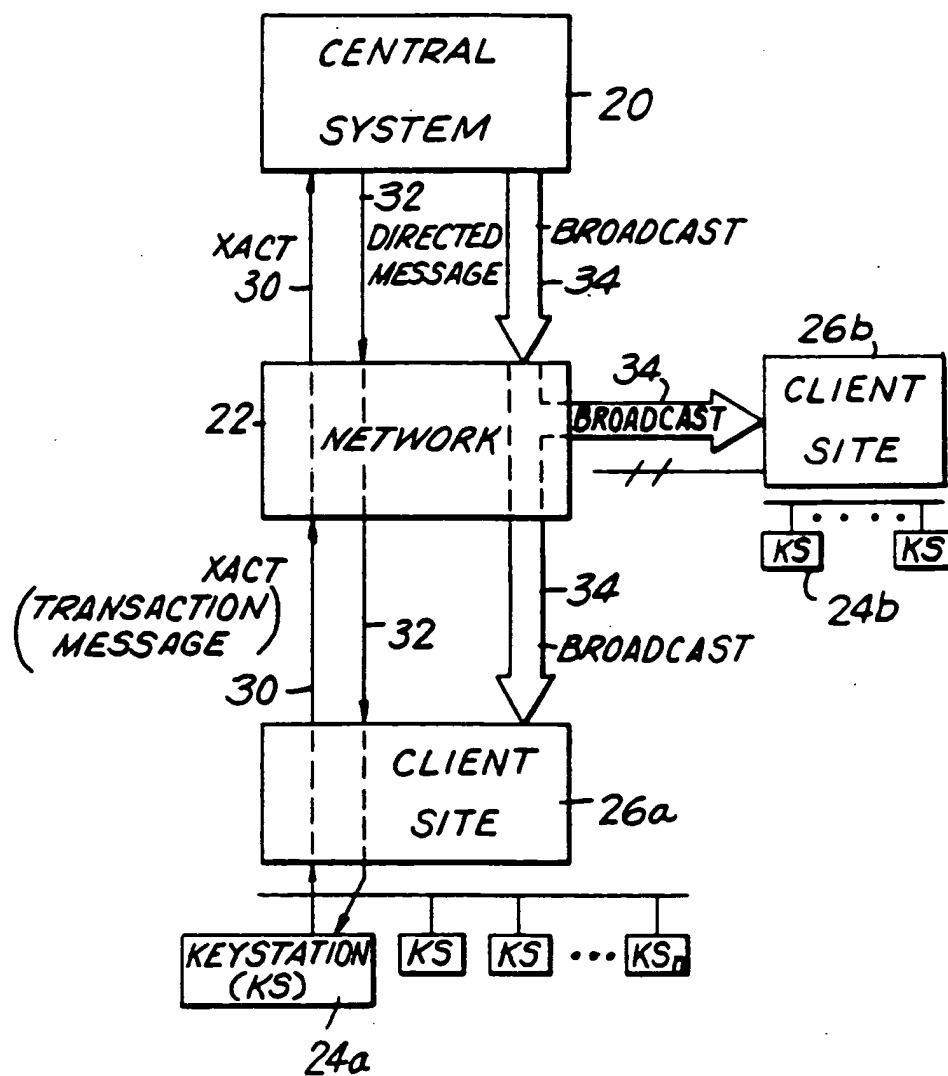 CENTRAL
SYSTEM
20
32
XACT
30
DIRECTED
MESSAGE
BROADCAST
34
26b
CLIENT
SITE
34
BROADCAST
22
NETWORK
KS
. . . .
KS
24b
XACT
(TRANSACTION
MESSAGE)
30
32
34
BROADCAST
CLIENT
SITE
26a
KEYSTATION
(KS)
KS
KS
...
KSn
24a